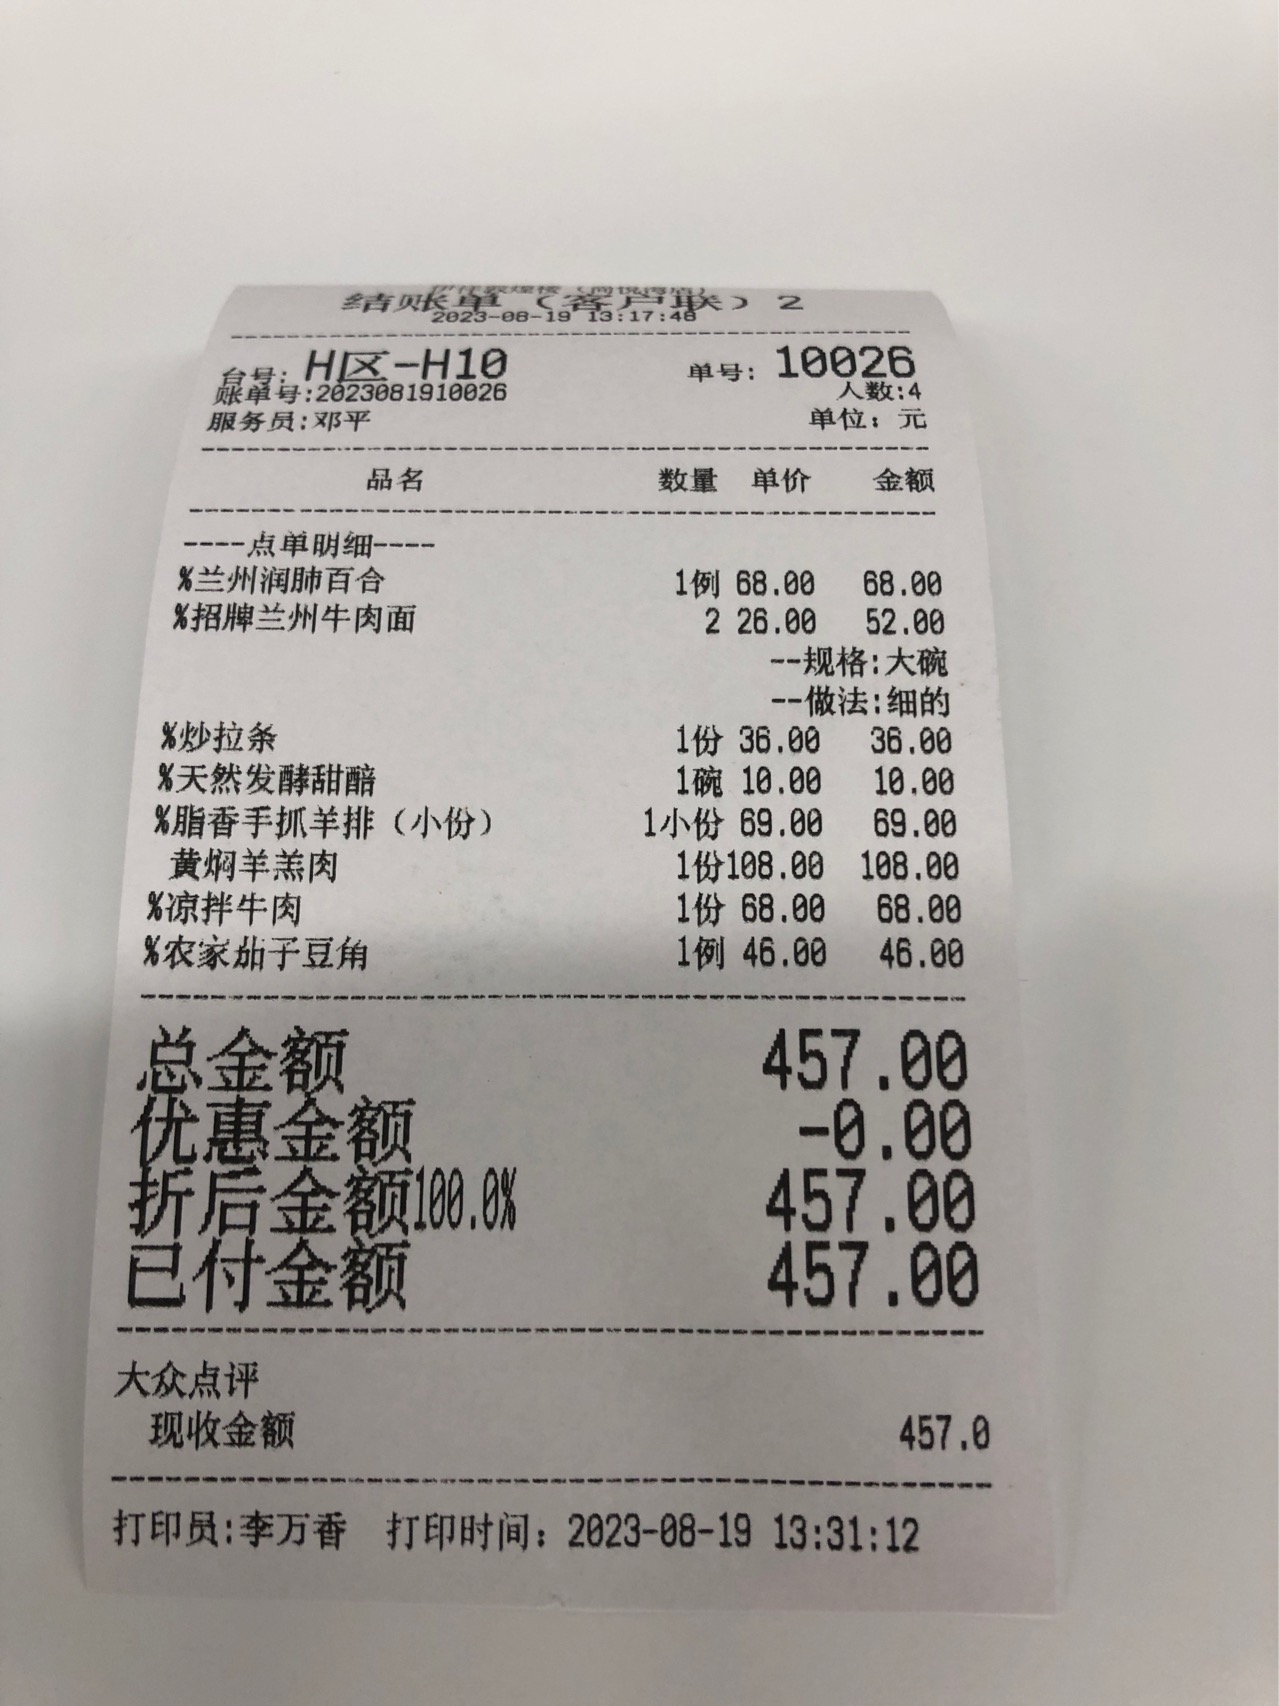 结账单（客户联）2
2023-08-19 13:17:48
台号: H区-H10 单号: 10026
账单号:2023081910026 人数:4
服务员:邓平 单位: 元
品名 数量 单价 金额
----点单明细----
%兰州润肺百合 1例 68.00 68.00
%招牌兰州牛肉面 2 26.00 52.00
--规格:大碗
--做法:细的
%炒拉条 1份 36.00 36.00
%天然发酵甜醅 1碗 10.00 10.00
%脂香手抓羊排（小份） 1小份 69.00 69.00
黄焖羊羔肉 1份108.00 108.00
%凉拌牛肉 1份 68.00 68.00
%农家茄子豆角 1例 46.00 46.00
总金额 457.00
优惠金额 -0.00
折后金额100.0% 457.00
已付金额 457.00
大众点评
现收金额 457.0
打印员:李万香 打印时间: 2023-08-19 13:31:12